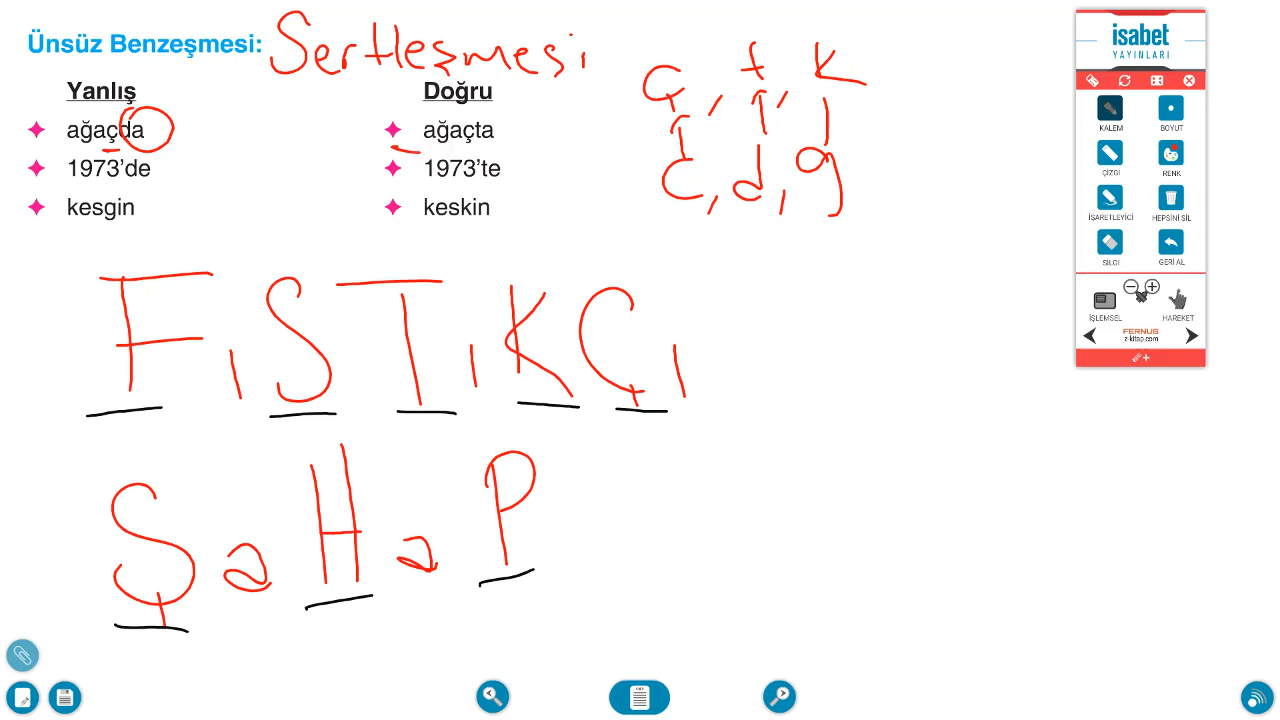 Ünsüz Benzeşmesi: Sertleşmesi
Yanlış
Doğru
ağaçda
ağaçta
1973'de
1973'te
kesgin
keskin
ç, t, k
c, d, g
FıSTıKÇı
ŞaHaP
isabet
YAYINLARI
KALEM
BOYUT
ÇİZGİ
RENK
İŞARETLEYİCİ
HEPSİNİ SİL
SİLGİ
GERİ AL
İŞLEMSEL
HAREKET
FERNUS
z-kitap.com